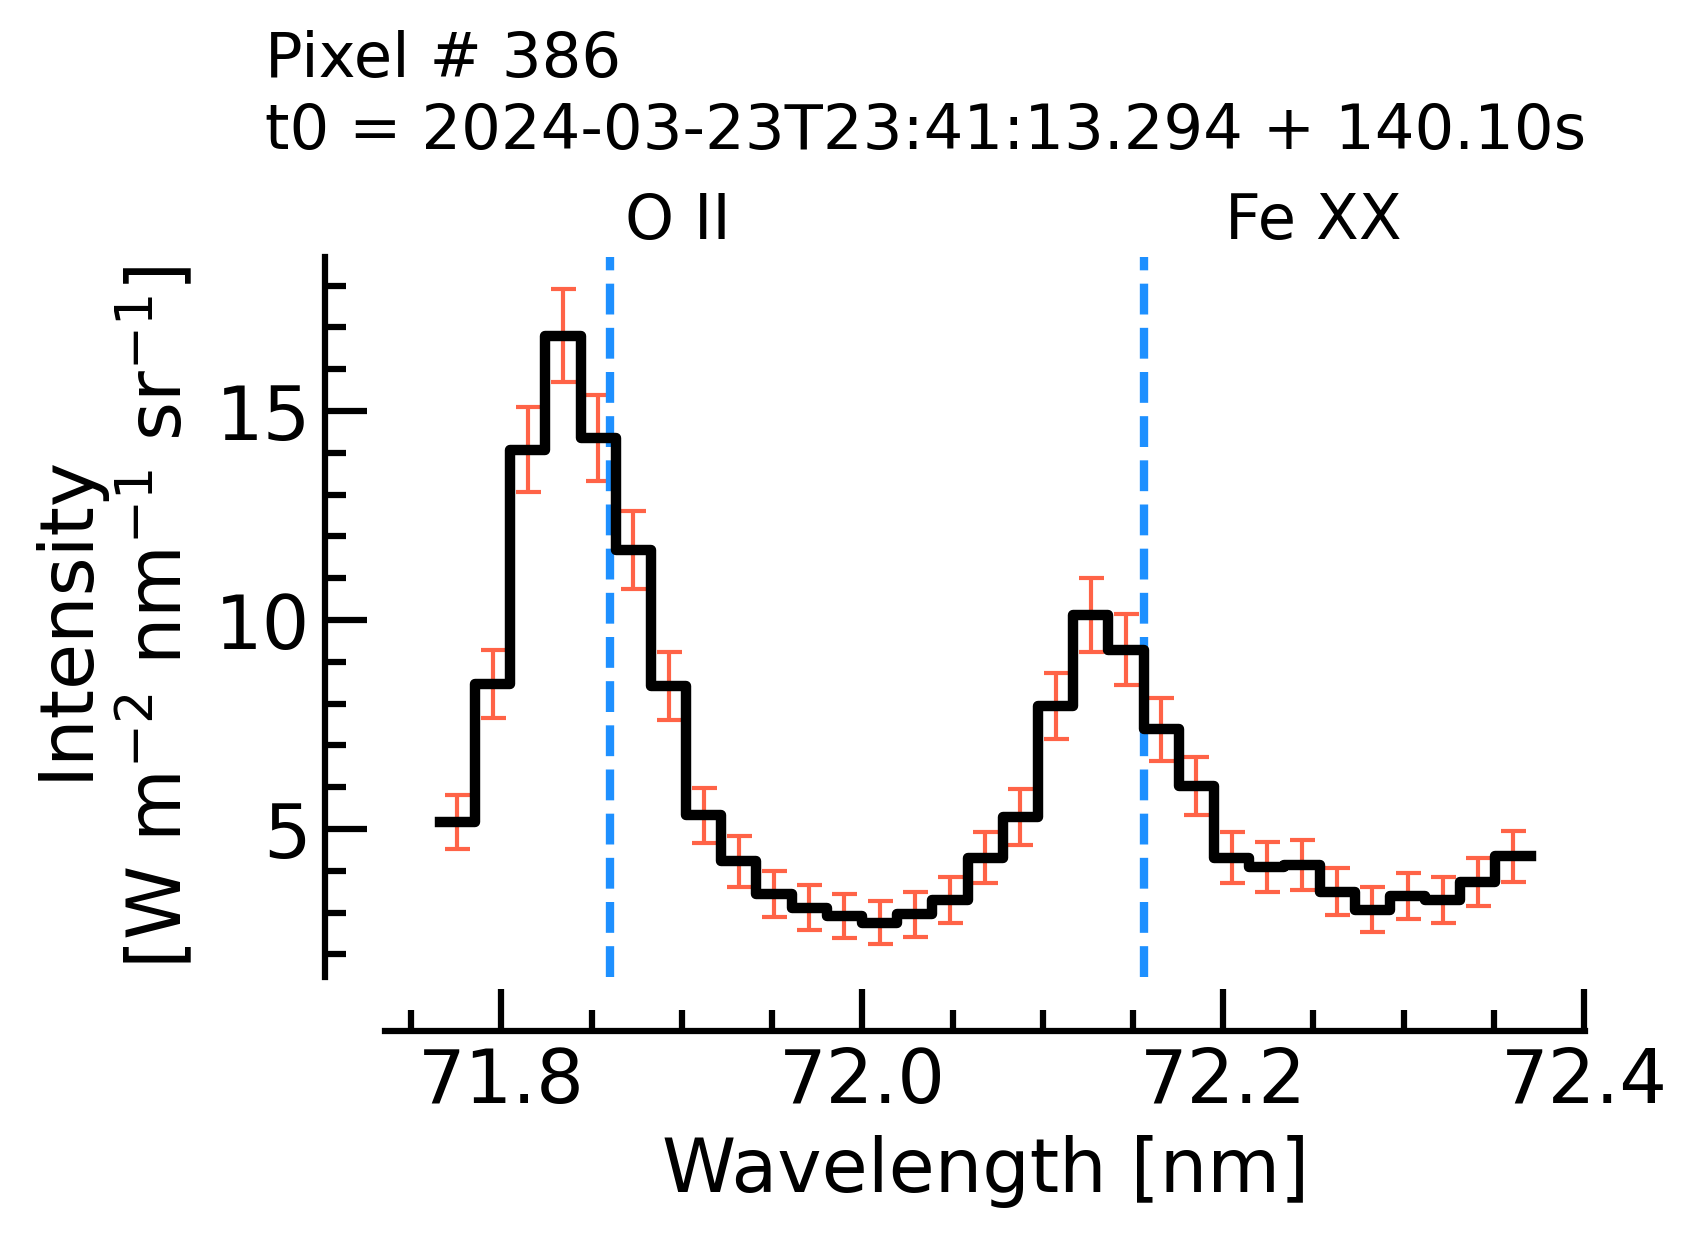 Pixel # 386
t0 = 2024-03-23T23:41:13.294 + 140.10s
O II Fe XX
Intensity
[W m⁻² nm⁻¹ sr⁻¹]
15
10
5
71.8 72.0 72.2 72.4
Wavelength [nm]